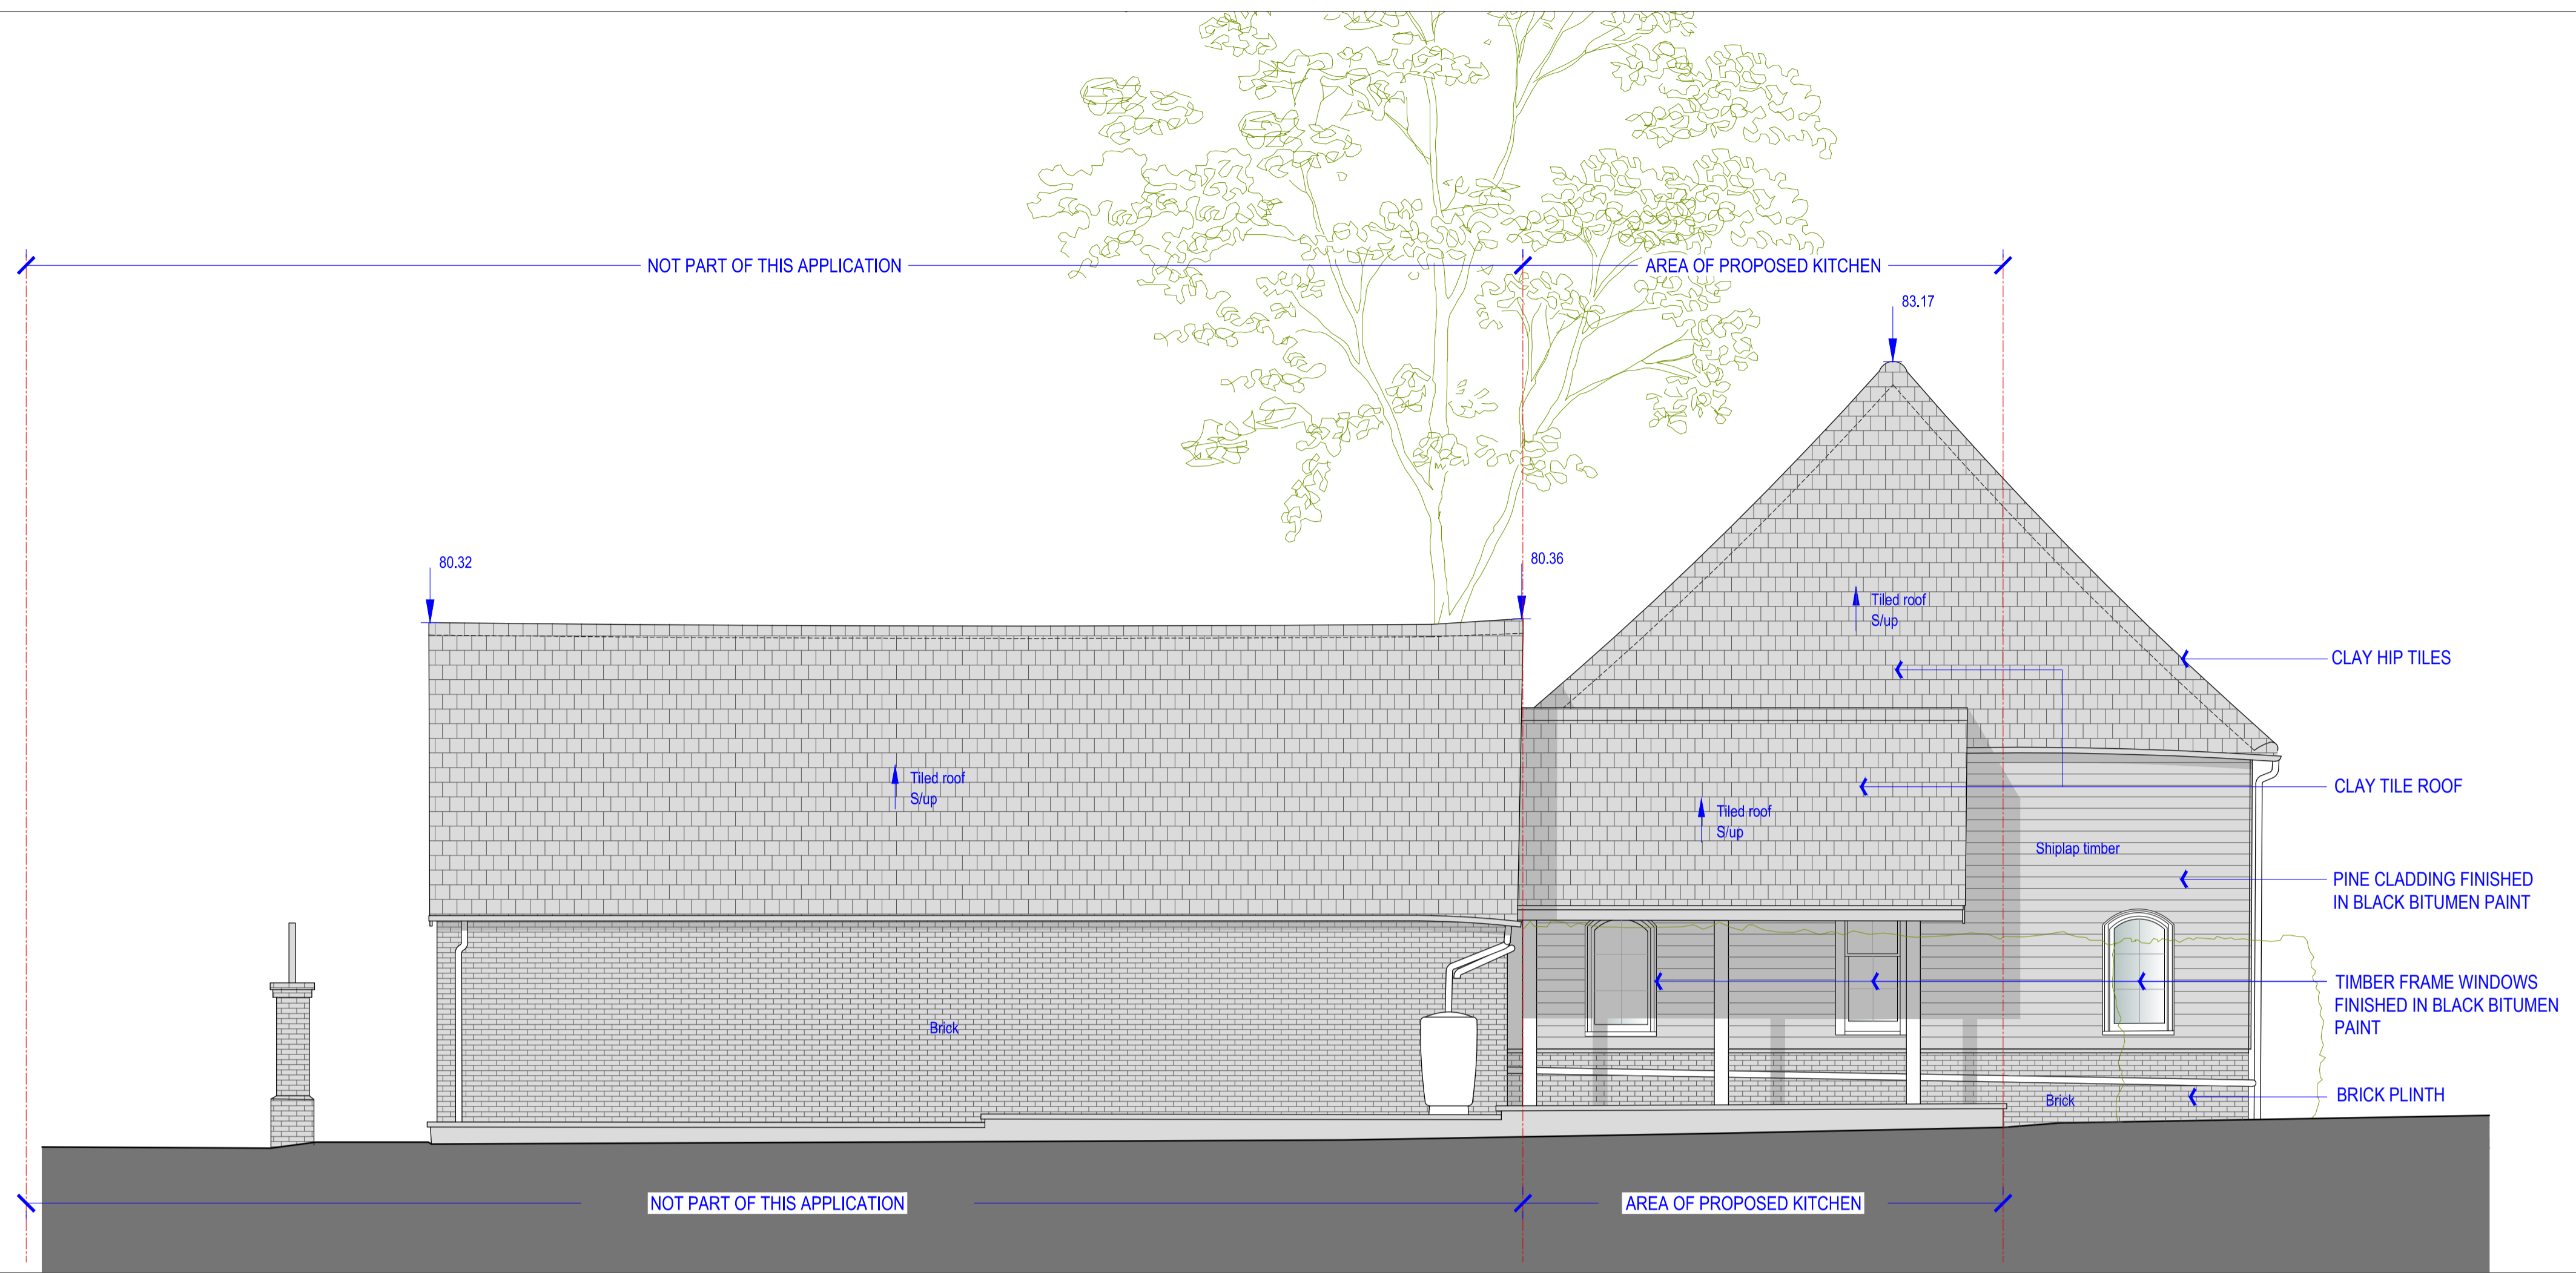 NOT PART OF THIS APPLICATION
AREA OF PROPOSED KITCHEN
83.17
80.32
80.36
Tiled roof
S/up
CLAY HIP TILES
Tiled roof
S/up
CLAY TILE ROOF
Tiled roof
S/up
Shiplap timber
PINE CLADDING FINISHED
IN BLACK BITUMEN PAINT
TIMBER FRAME WINDOWS
FINISHED IN BLACK BITUMEN
PAINT
Brick
BRICK PLINTH
Brick
NOT PART OF THIS APPLICATION
AREA OF PROPOSED KITCHEN